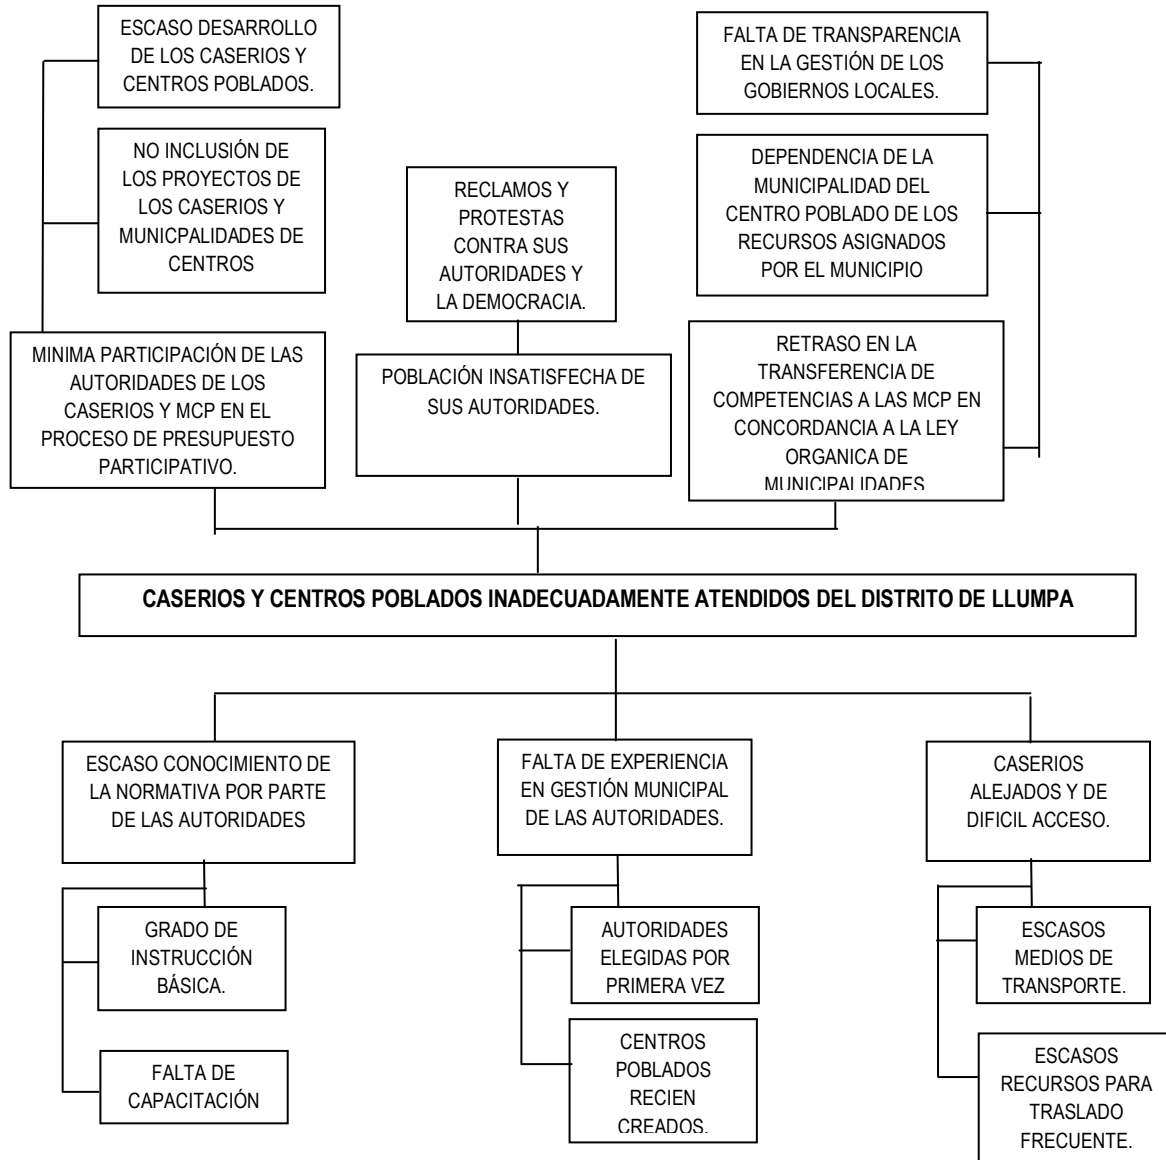 ESCASO DESARROLLO
DE LOS CASERIOS Y
CENTROS POBLADOS.
NO INCLUSIÓN DE
LOS PROYECTOS DE
LOS CASERIOS Y
MUNICPALIDADES DE
CENTROS
MINIMA PARTICIPACIÓN DE LAS
AUTORIDADES DE LOS
CASERIOS Y MCP EN EL
PROCESO DE PRESUPUESTO
PARTICIPATIVO.
RECLAMOS Y
PROTESTAS
CONTRA SUS
AUTORIDADES Y
LA DEMOCRACIA.
POBLACIÓN INSATISFECHA DE
SUS AUTORIDADES.
FALTA DE TRANSPARENCIA
EN LA GESTIÓN DE LOS
GOBIERNOS LOCALES.
DEPENDENCIA DE LA
MUNICIPALIDAD DEL
CENTRO POBLADO DE LOS
RECURSOS ASIGNADOS
POR EL MUNICIPIO
RETRASO EN LA
TRANSFERENCIA DE
COMPETENCIAS A LAS MCP EN
CONCORDANCIA A LA LEY
ORGANICA DE
MUNICIPALIDADES
CASERIOS Y CENTROS POBLADOS INADECUADAMENTE ATENDIDOS DEL DISTRITO DE LLUMPA
ESCASO CONOCIMIENTO DE
LA NORMATIVA POR PARTE
DE LAS AUTORIDADES
GRADO DE
INSTRUCCIÓN
BÁSICA.
FALTA DE
CAPACITACIÓN
FALTA DE EXPERIENCIA
EN GESTIÓN MUNICIPAL
DE LAS AUTORIDADES.
AUTORIDADES
ELEGIDAS POR
PRIMERA VEZ
CENTROS
POBLADOS
RECIEN
CREADOS.
CASERIOS
ALEJADOS Y DE
DIFICIL ACCESO.
ESCASOS
MEDIOS DE
TRANSPORTE.
ESCASOS
RECURSOS PARA
TRASLADO
FRECUENTE.